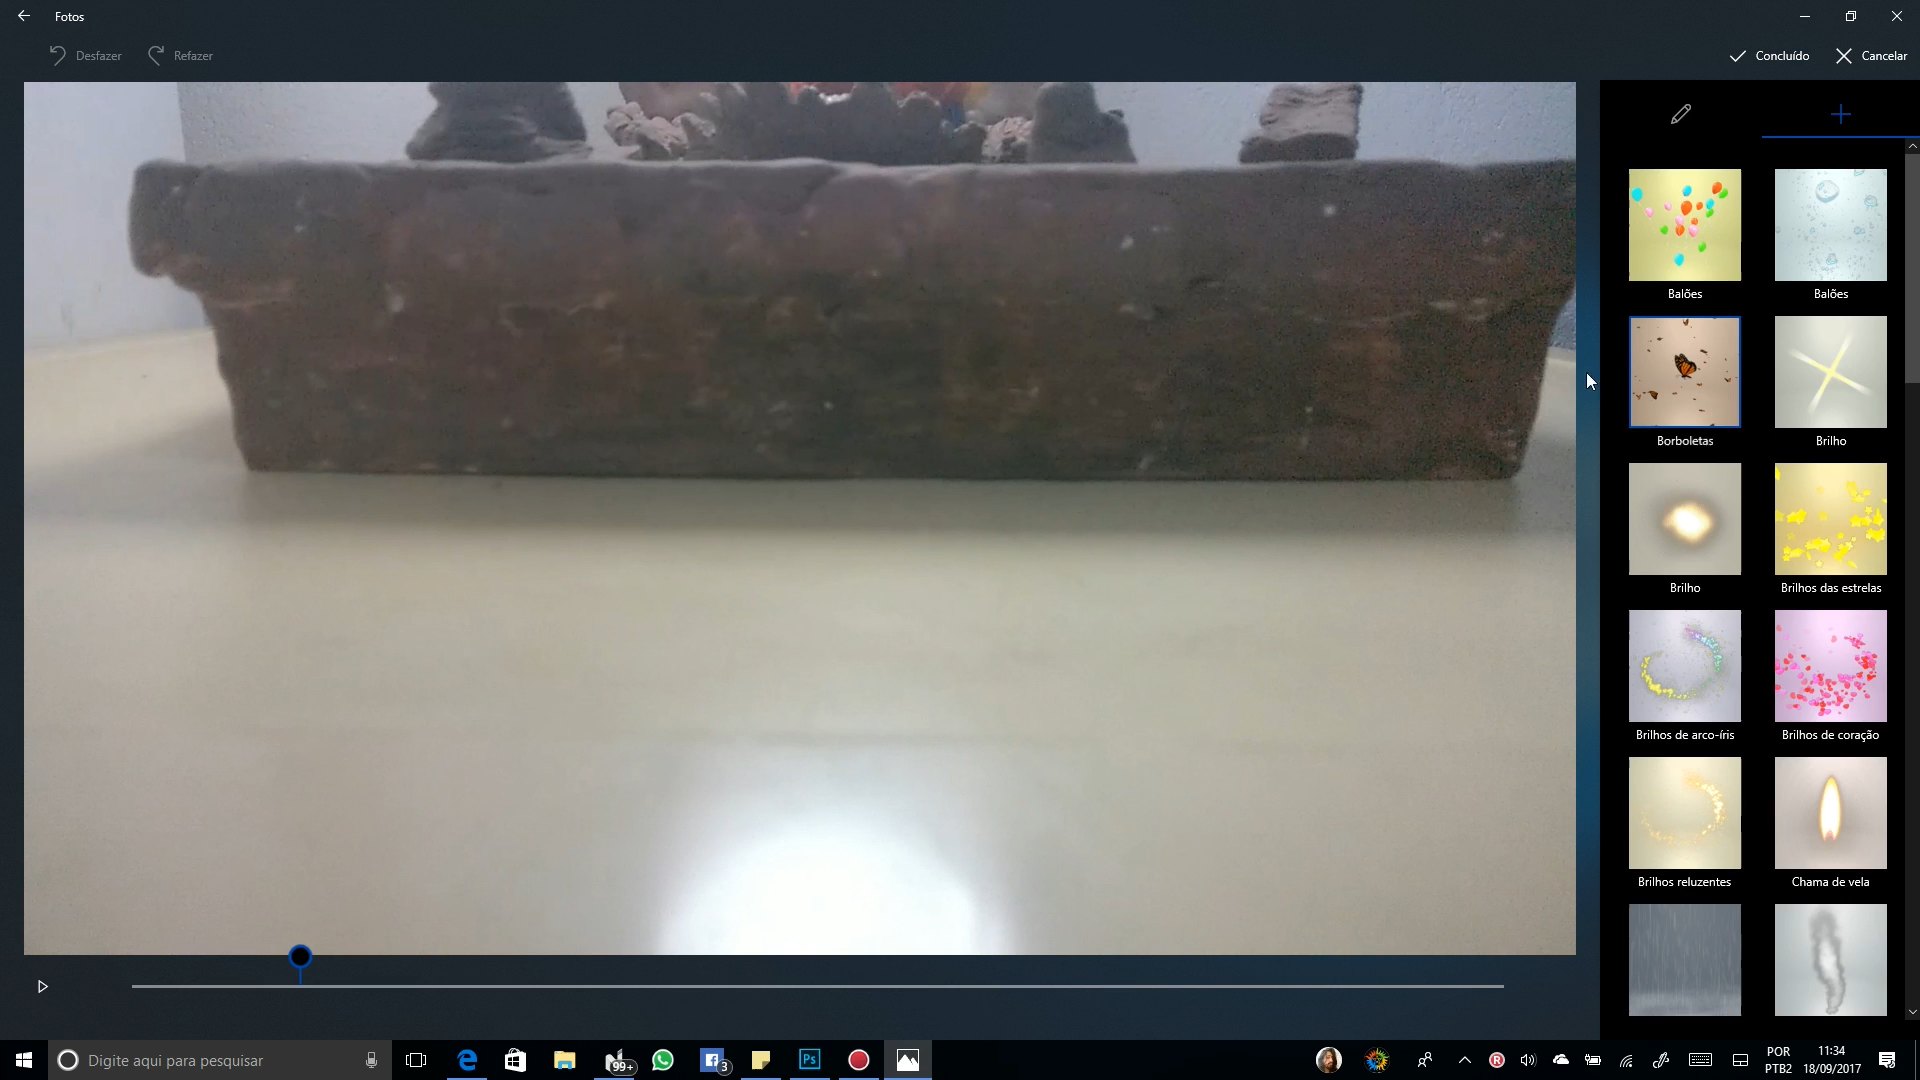 Fotos
Desfazer
Refazer
Concluído
Cancelar
Balões
Balões
Borboletas
Brilho
Brilho
Brilhos das estrelas
Brilhos de arco-íris
Brilhos de coração
Brilhos reluzentes
Chama de vela
Digite aqui para pesquisar
99+
3
Ps
R
POR
PTB2
11:34
18/09/2017